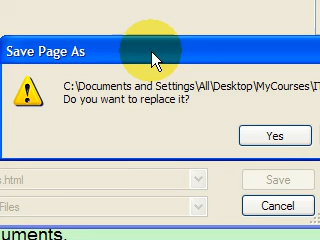 Save Page As
C:\Documents and Settings\All\Desktop\MyCourses\IT
Do you want to replace it?
Yes
s.html
Save
Files
Cancel
uments.